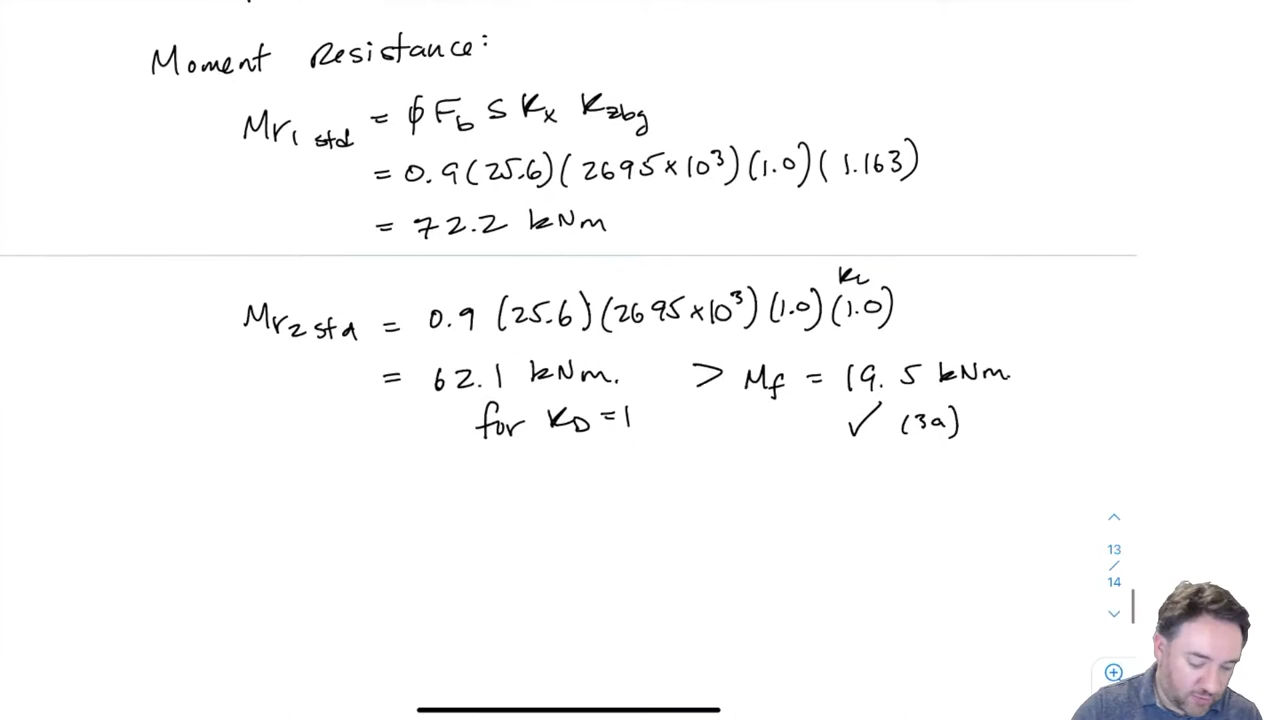 Moment Resistance:
Mr1 std = φ Fb S Kx Kzbg
= 0.9(25.6)(2695×10³)(1.0)(1.163)
= 72.2 kNm
KL
Mr2 std = 0.9 (25.6)(2695×10³)(1.0)(1.0)
= 62.1 kNm. > Mf = 19.5 kNm.
for KD = 1 ✓ (3a)
13
/
14